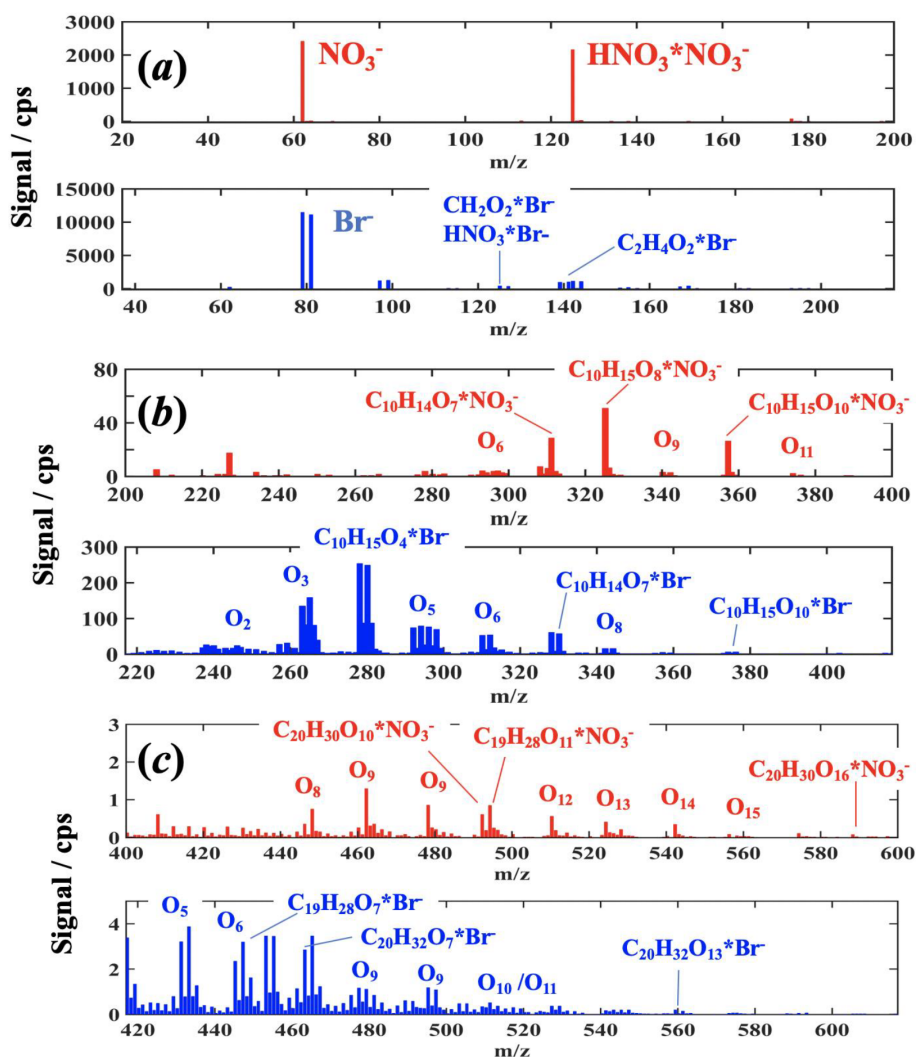 (a)
3000
2000
1000
0
NO₃⁻
HNO₃*NO₃⁻
20 40 60 80 100 120 140 160 180 200
m/z
Signal / cps
15000
10000
5000
0
Br⁻
CH₂O₂*Br⁻
HNO₃*Br-
C₂H₄O₂*Br⁻
40 60 80 100 120 140 160 180 200
m/z
(b)
80
40
0
C₁₀H₁₅O₈*NO₃⁻
C₁₀H₁₄O₇*NO₃⁻
C₁₀H₁₅O₁₀*NO₃⁻
O₆
O₉
O₁₁
200 220 240 260 280 300 320 340 360 380 400
m/z
Signal / cps
300
200
100
0
C₁₀H₁₅O₄*Br⁻
O₂
O₃
O₅
O₆
C₁₀H₁₄O₇*Br⁻
O₈
C₁₀H₁₅O₁₀*Br⁻
220 240 260 280 300 320 340 360 380 400
m/z
(c)
3
2
1
0
C₂₀H₃₀O₁₀*NO₃⁻
C₁₉H₂₈O₁₁*NO₃⁻
C₂₀H₃₀O₁₆*NO₃⁻
O₈
O₉
O₉
O₁₂
O₁₃
O₁₄
O₁₅
400 420 440 460 480 500 520 540 560 580 600
m/z
Signal / cps
4
2
0
O₅
O₆
C₁₉H₂₈O₇*Br⁻
C₂₀H₃₂O₇*Br⁻
O₉
O₉
O₁₀ /O₁₁
C₂₀H₃₂O₁₃*Br⁻
420 440 460 480 500 520 540 560 580 600
m/z